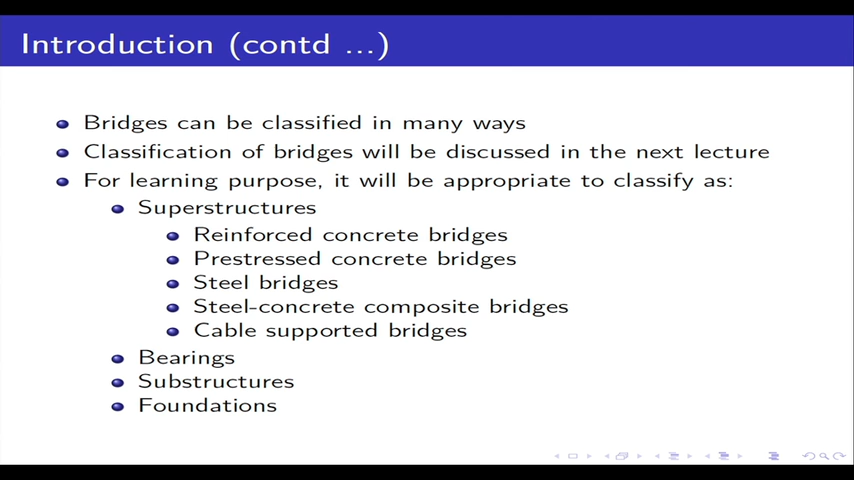 Introduction (contd ...)
Bridges can be classified in many ways
Classification of bridges will be discussed in the next lecture
For learning purpose, it will be appropriate to classify as:
Superstructures
Reinforced concrete bridges
Prestressed concrete bridges
Steel bridges
Steel-concrete composite bridges
Cable supported bridges
Bearings
Substructures
Foundations